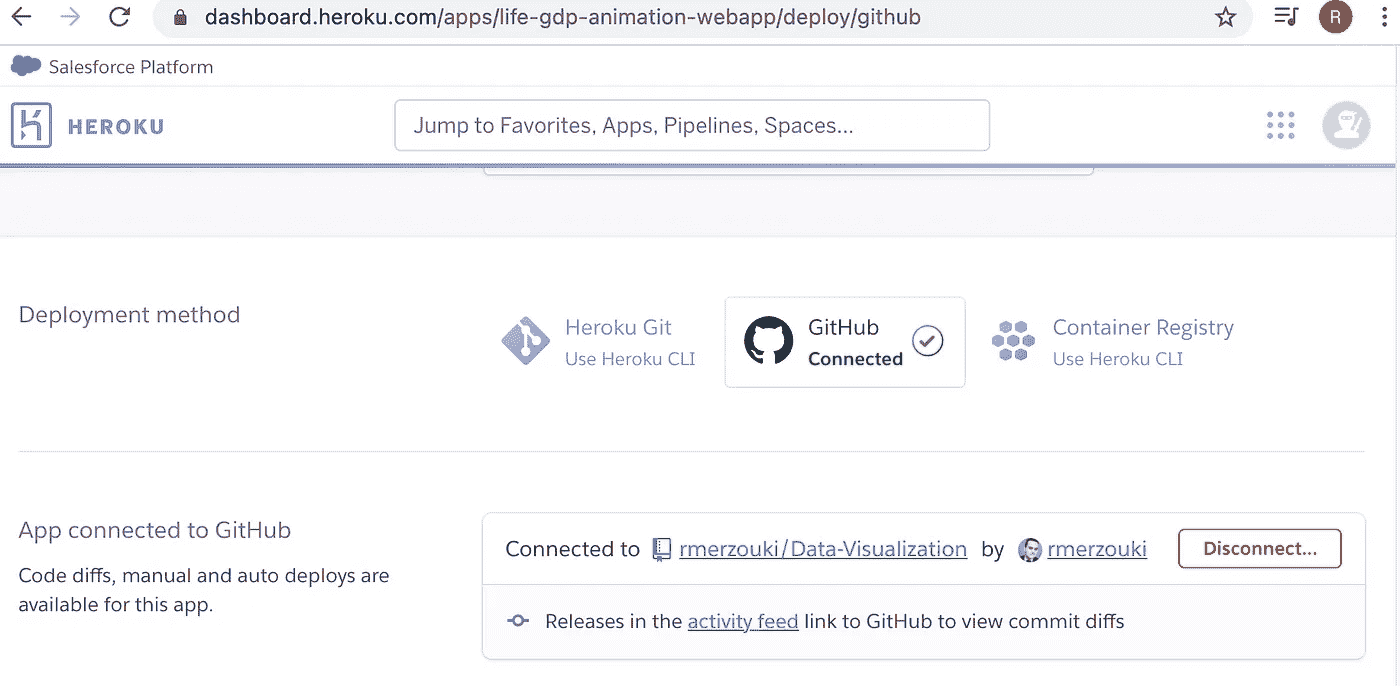 dashboard.heroku.com/apps/life-gdp-animation-webapp/deploy/github
R
Salesforce Platform
HEROKU
Jump to Favorites, Apps, Pipelines, Spaces...
Deployment method
Heroku Git
Use Heroku CLI
GitHub
Connected
Container Registry
Use Heroku CLI
App connected to GitHub
Code diffs, manual and auto deploys are
available for this app.
Connected to rmerzouki/Data-Visualization by rmerzouki
Disconnect...
Releases in the activity feed link to GitHub to view commit diffs